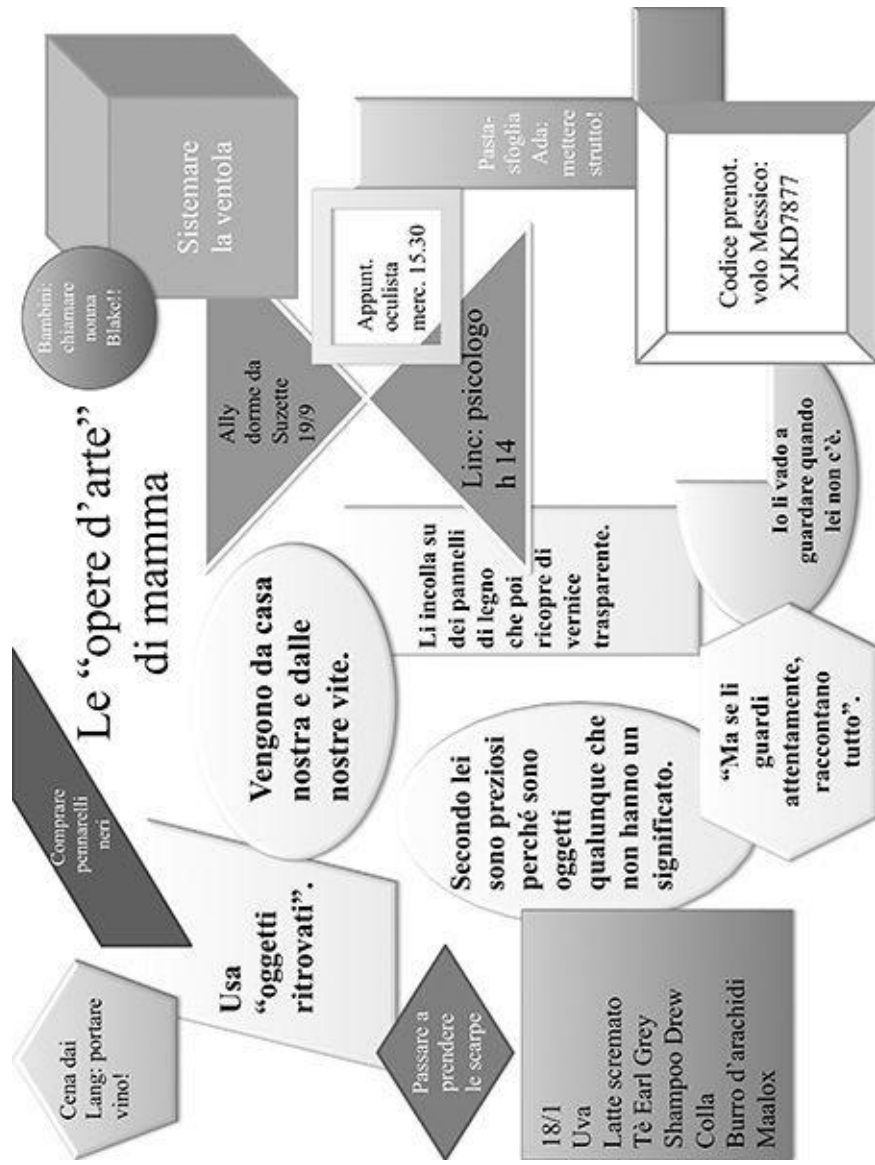 Cena dai
Lang; portare
vino!
Comprare
pennarelli
neri
Le “opere d’arte”
di mamma
Bambini:
chiamare
nonna
Blake!!
Sistemare
la ventola
Usa
“oggetti
ritrovati”.
Vengono da casa
nostra e dalle
nostre vite.
Ally
dorme da
Suzette
19/9
Appunt.
oculista
merc. 15.30
Passare a
prendere
le scarpe
Li incolla su
dei pannelli
di legno
che poi
ricopre di
vernice
trasparente.
Linc: psicologo
h 14
Pasta-
sfoglia
Ada:
mettere
strutto!
Secondo lei
sono preziosi
perché sono
oggetti
qualunque che
non hanno un
significato.
18/1
Uva
Latte scremato
Tè Earl Grey
Shampoo Drew
Colla
Burro d’arachidi
Maalox
“Ma se li
guardi
attentamente,
raccontano
tutto”.
Io li vado a
guardare quando
lei non c’è.
Codice prenot.
volo Messico:
XJKD7877